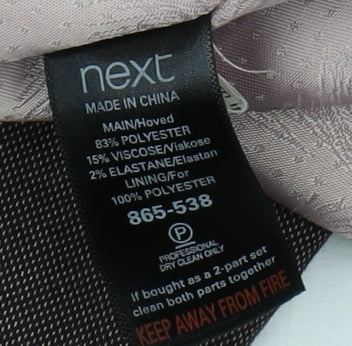 next
MADE IN CHINA
MAIN/Hoved
83% POLYESTER
15% VISCOSE/Viskose
2% ELASTANE/Elastan
LINING/For
100% POLYESTER
865-538
P
PROFESSIONAL
DRY CLEAN ONLY
If bought as a 2-part set
clean both parts together
KEEP AWAY FROM FIRE